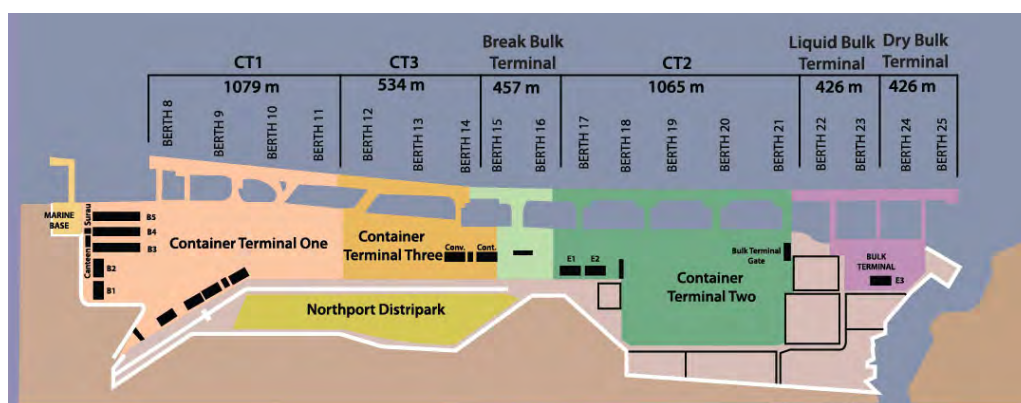 Break Bulk
Terminal
Liquid Bulk
Terminal
Dry Bulk
Terminal
CT1
CT3
CT2
1079 m
534 m
457 m
1065 m
426 m
426 m
BERTH 8
BERTH 9
BERTH 10
BERTH 11
BERTH 12
BERTH 13
BERTH 14
BERTH 15
BERTH 16
BERTH 17
BERTH 18
BERTH 19
BERTH 20
BERTH 21
BERTH 22
BERTH 23
BERTH 24
BERTH 25
MARINE
BASE
Surau
Canteen
B5
B4
B3
B2
B1
Container Terminal One
Container
Terminal Three
Conv.
Cont.
E1
E2
Bulk Terminal
Gate
Container
Terminal Two
BULK
TERMINAL
E3
Northport Distripark